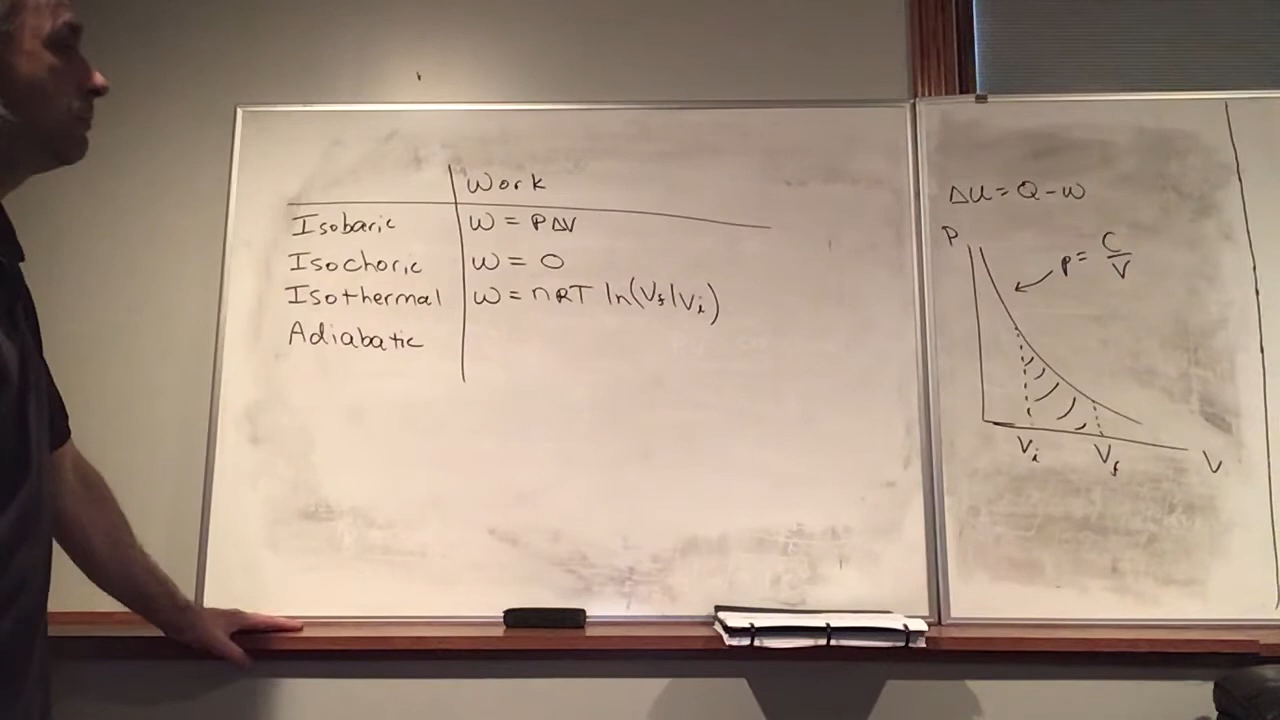 Work
Isobaric W = PΔV
Isochoric W = 0
Isothermal W = nRT ln(Vf/Vi)
Adiabatic
ΔU = Q - W
P
P = C/V
Vi Vf V